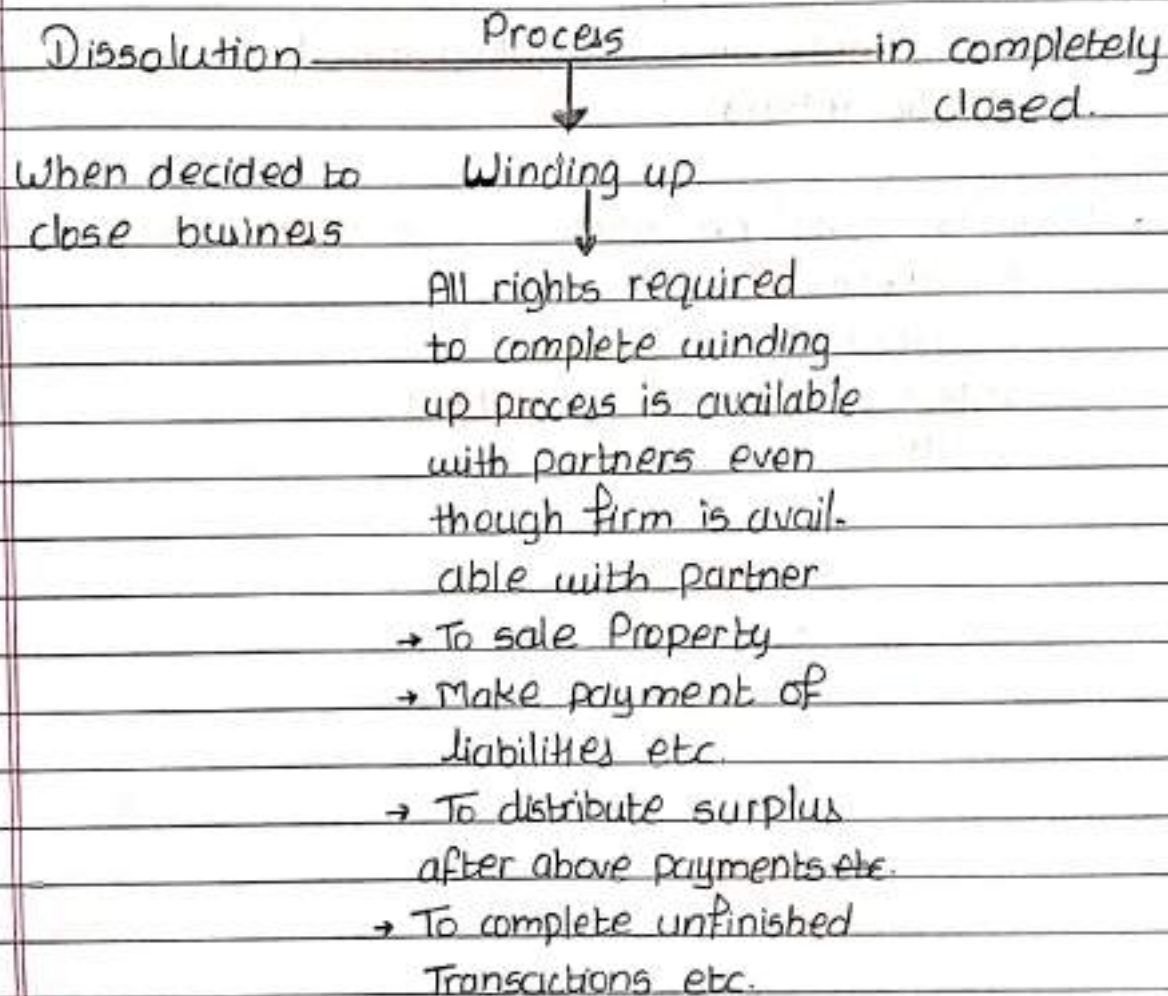 Dissolution Process in completely
closed.
When decided to Winding up
close business
All rights required
to complete winding
up process is available
with partners even
though firm is avail-
able with partner
→ To sale Property
→ Make payment of
liabilities etc.
→ To distribute surplus
after above payments etc.
→ To complete unfinished
Transactions etc.